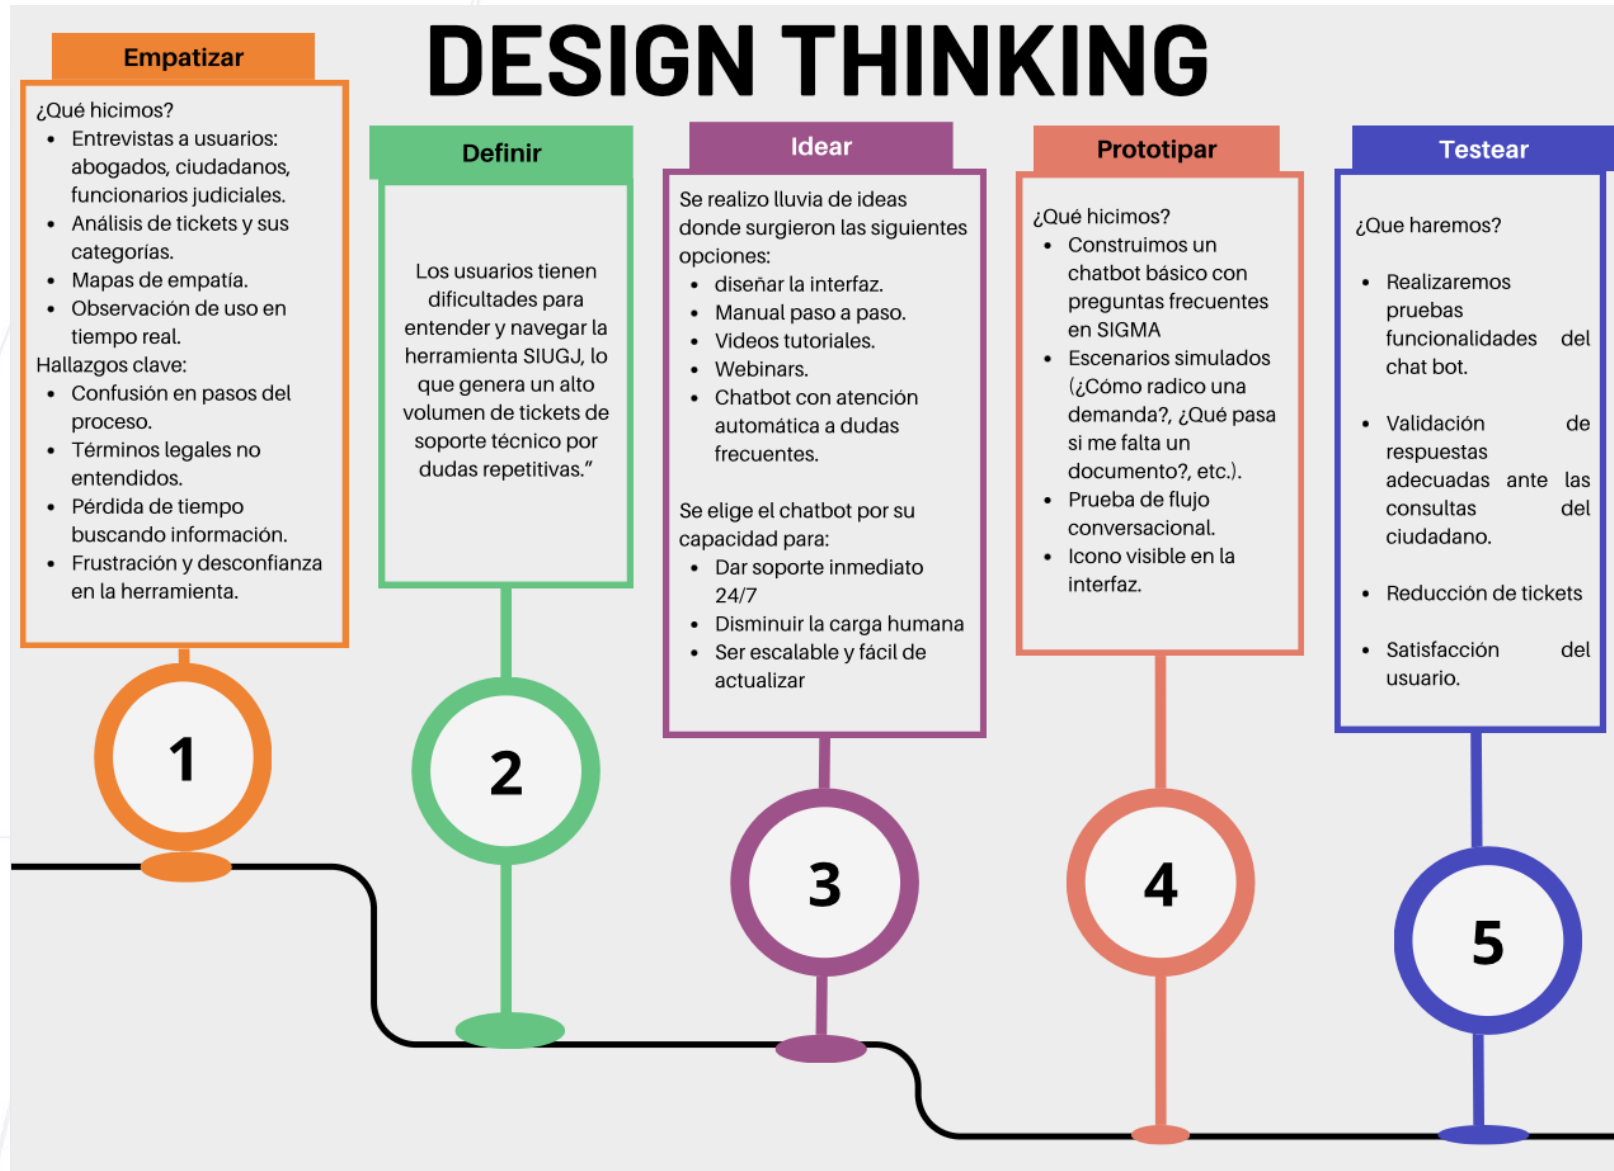 DESIGN THINKING
Empatizar
¿Qué hicimos?
• Entrevistas a usuarios:
abogados, ciudadanos,
funcionarios judiciales.
• Análisis de tickets y sus
categorías.
• Mapas de empatía.
• Observación de uso en
tiempo real.
Hallazgos clave:
• Confusión en pasos del
proceso.
• Términos legales no
entendidos.
• Pérdida de tiempo
buscando información.
• Frustración y desconfianza
en la herramienta.
1
Definir
Los usuarios tienen
dificultades para
entender y navegar la
herramienta SIUGJ, lo
que genera un alto
volumen de tickets de
soporte técnico por
dudas repetitivas.”
2
Idear
Se realizo lluvia de ideas
donde surgieron las siguientes
opciones:
• diseñar la interfaz.
• Manual paso a paso.
• Videos tutoriales.
• Webinars.
• Chatbot con atención
automática a dudas
frecuentes.
Se elige el chatbot por su
capacidad para:
• Dar soporte inmediato
24/7
• Disminuir la carga humana
• Ser escalable y fácil de
actualizar
3
Prototipar
¿Qué hicimos?
• Construimos un
chatbot básico con
preguntas frecuentes
en SIGMA
• Escenarios simulados
(¿Cómo radico una
demanda?, ¿Qué pasa
si me falta un
documento?, etc.).
• Prueba de flujo
conversacional.
• Icono visible en la
interfaz.
4
Testear
¿Que haremos?
• Realizaremos
pruebas
funcionalidades del
chat bot.
• Validación de
respuestas
adecuadas ante las
consultas del
ciudadano.
• Reducción de tickets
• Satisfacción del
usuario.
5